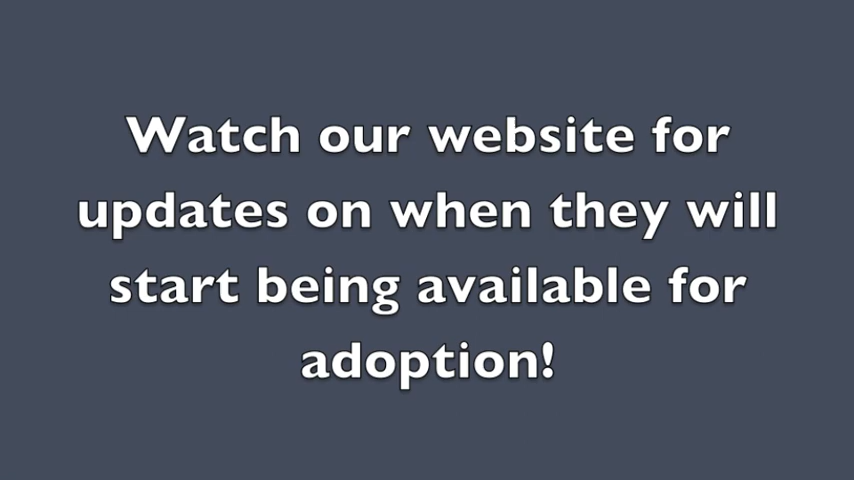 Watch our website for
updates on when they will
start being available for
adoption!